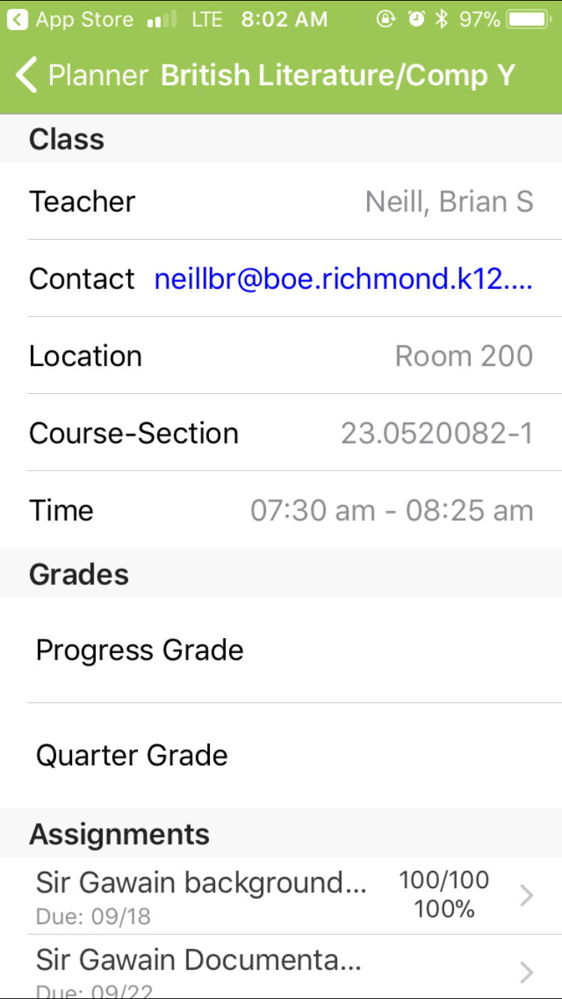 App Store LTE 8:02 AM 97%
Planner British Literature/Comp Y
Class
Teacher Neill, Brian S
Contact neillbr@boe.richmond.k12....
Location Room 200
Course-Section 23.0520082-1
Time 07:30 am - 08:25 am
Grades
Progress Grade
Quarter Grade
Assignments
Sir Gawain background... 100/100
Due: 09/18 100%
Sir Gawain Documenta...
Due: 09/22